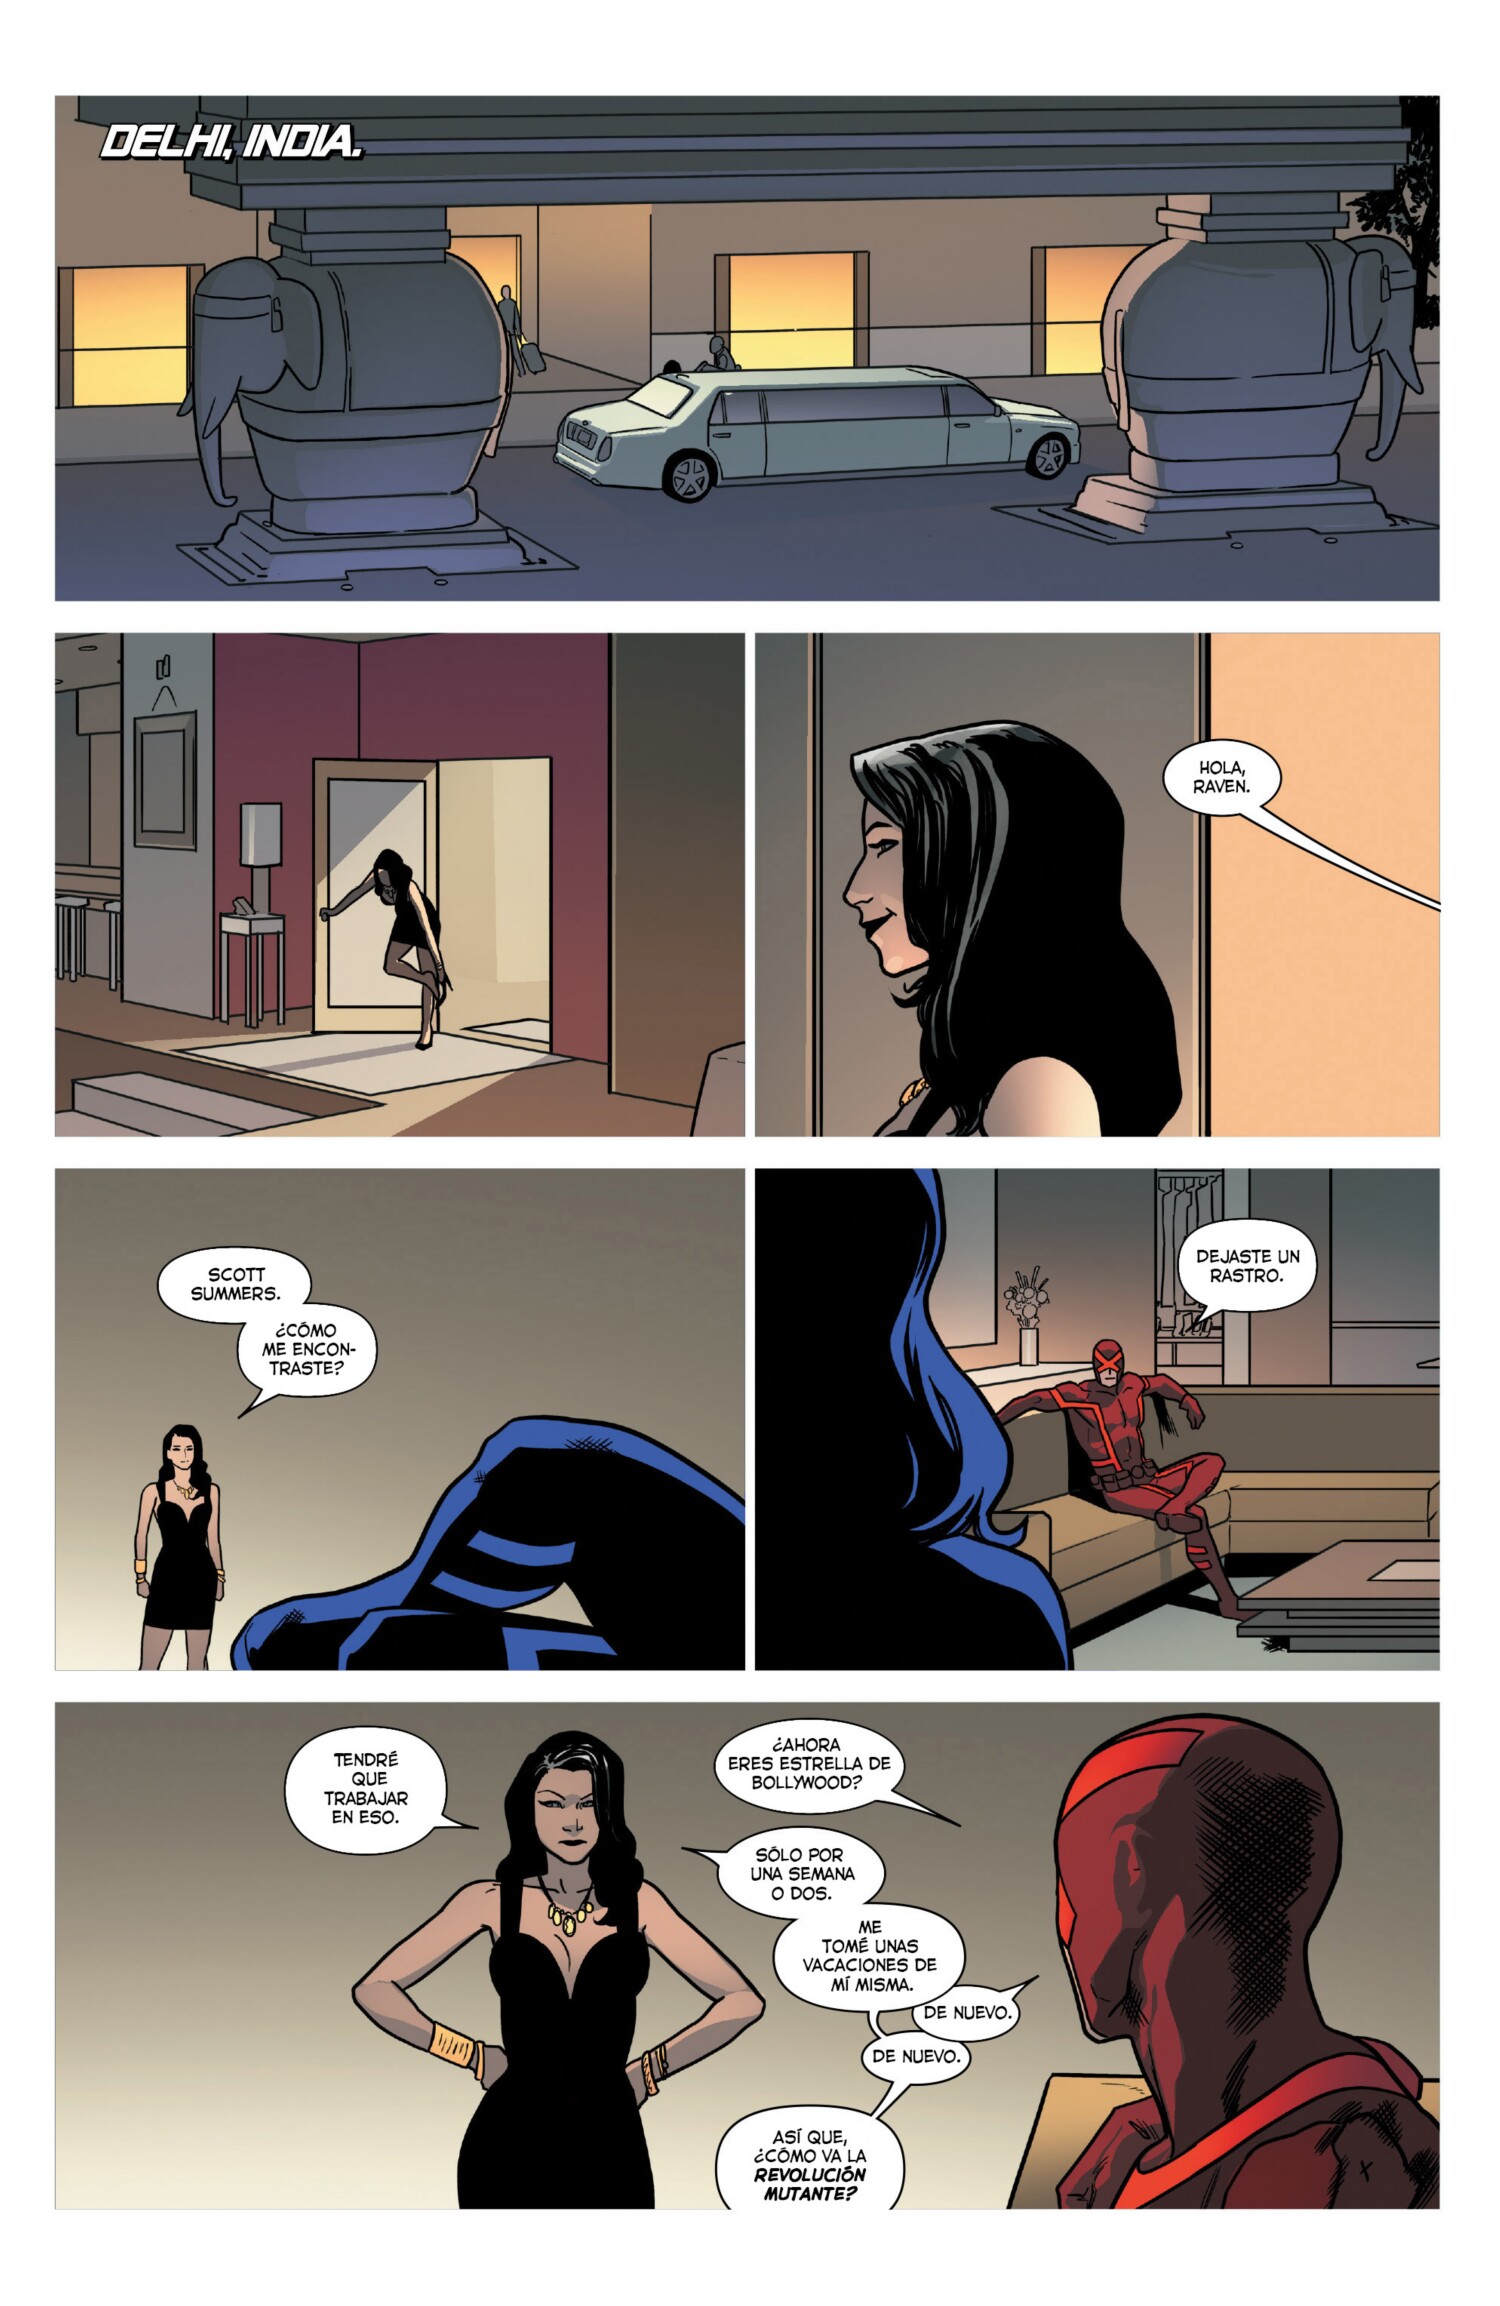 DELHI, INDIA.
HOLA,
RAVEN.
SCOTT
SUMMERS.
¿CÓMO
ME ENCON-
TRASTE?
DEJASTE UN
RASTRO.
TENDRÉ
QUE
TRABAJAR
EN ESO.
¿AHORA
ERES ESTRELLA DE
BOLLYWOOD?
SÓLO POR
UNA SEMANA
O DOS.
ME
TOMÉ UNAS
VACACIONES DE
MÍ MISMA.
DE NUEVO.
DE NUEVO.
ASÍ QUE,
¿CÓMO VA LA
REVOLUCIÓN
MUTANTE?